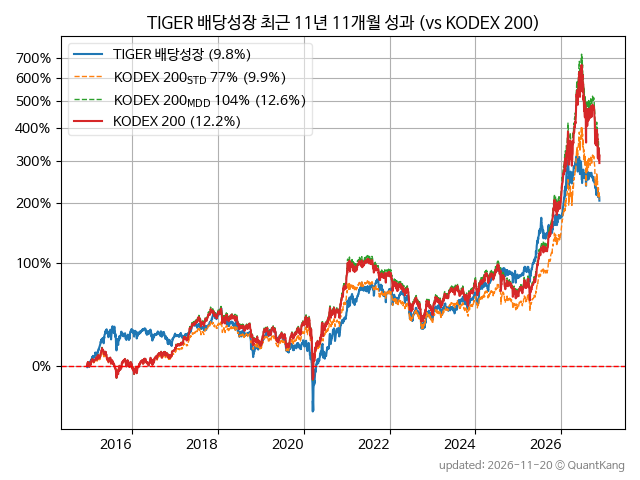 TIGER 배당성장 최근 11년 11개월 성과 (vs KODEX 200)
TIGER 배당성장 (9.8%)
KODEX 200STD 77% (9.9%)
KODEX 200MDD 104% (12.6%)
KODEX 200 (12.2%)
700%
600%
500%
400%
300%
200%
100%
0%
2016 2018 2020 2022 2024 2026
updated: 2026-11-20 © QuantKang